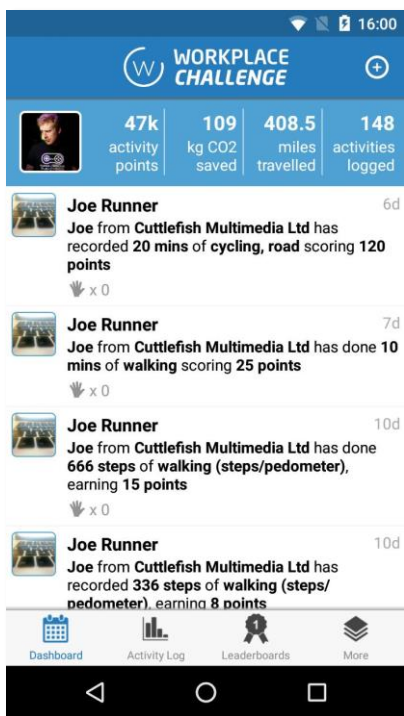 16:00
W WORKPLACE
CHALLENGE
47k 109 408.5 148
activity kg CO2 miles activities
points saved travelled logged
Joe Runner 6d
Joe from Cuttlefish Multimedia Ltd has
recorded 20 mins of cycling, road scoring 120
points
x 0
Joe Runner 7d
Joe from Cuttlefish Multimedia Ltd has done 10
mins of walking scoring 25 points
x 0
Joe Runner 10d
Joe from Cuttlefish Multimedia Ltd has done
666 steps of walking (steps/pedometer),
earning 15 points
x 0
Joe Runner 10d
Joe from Cuttlefish Multimedia Ltd has
recorded 336 steps of walking (steps/
pedometer), earning 8 points
1
Dashboard Activity Log Leaderboards More